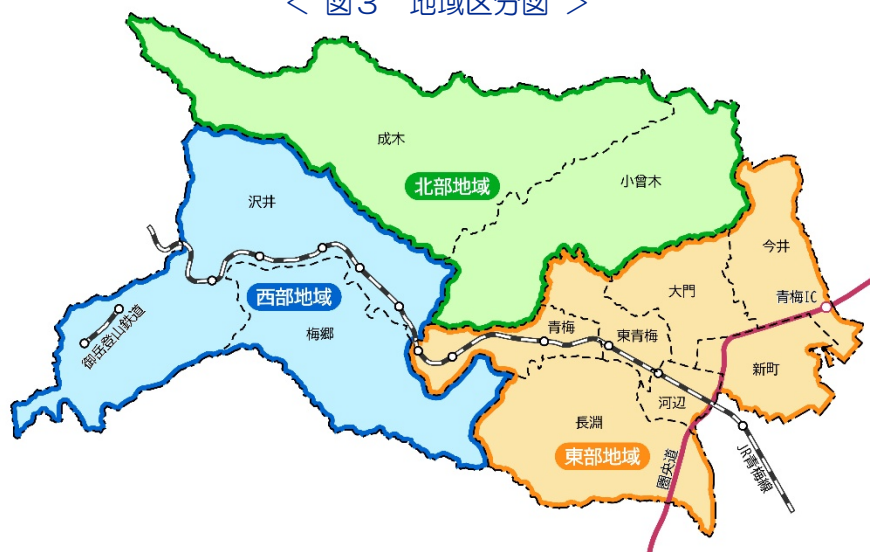 ＜ 図３ 地域区分図 ＞
成木
北部地域
小曾木
沢井
今井
大門
青梅IC
西部地域
御岳登山鉄道
梅郷
青梅
東青梅
新町
河辺
長淵
東部地域
圏央道
JR青梅線